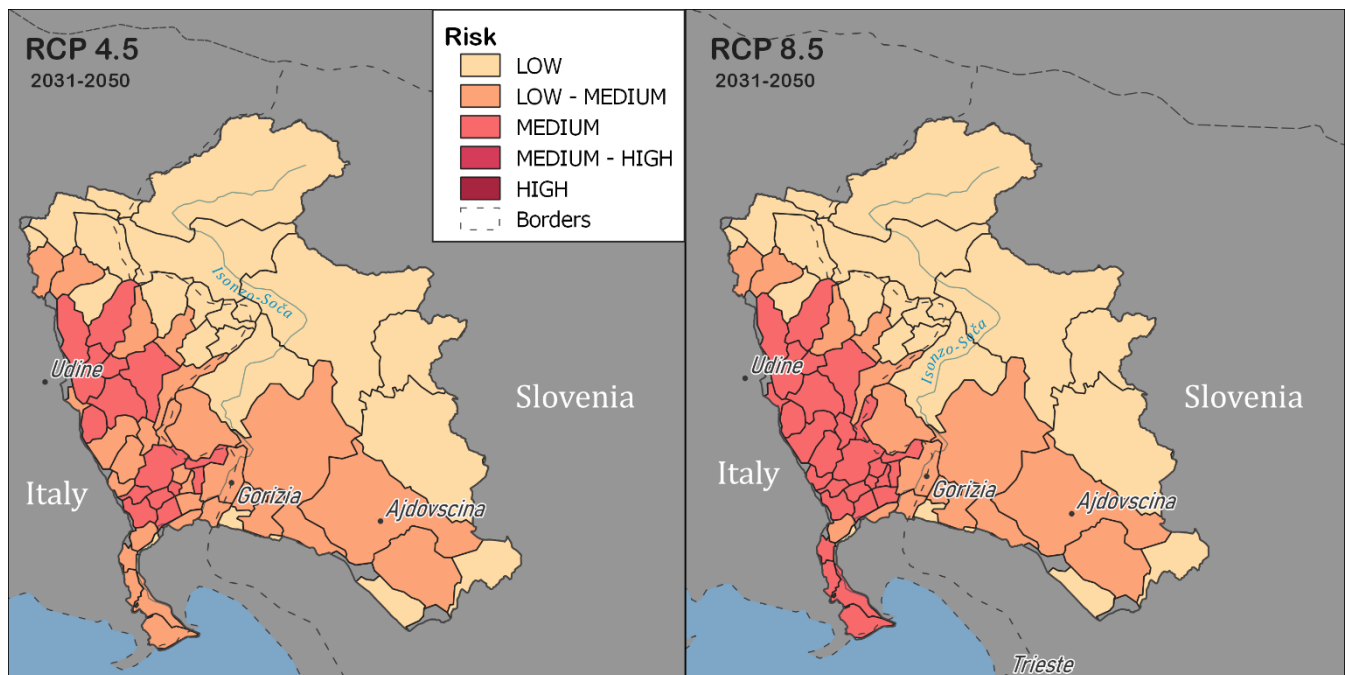 RCP 4.5
2031-2050
Risk
LOW
LOW - MEDIUM
MEDIUM
MEDIUM - HIGH
HIGH
Borders
Isonzo-Soča
Udine
Slovenia
Italy
Gorizia
Ajdovscina
RCP 8.5
2031-2050
Isonzo-Soča
Udine
Slovenia
Italy
Gorizia
Ajdovscina
Trieste